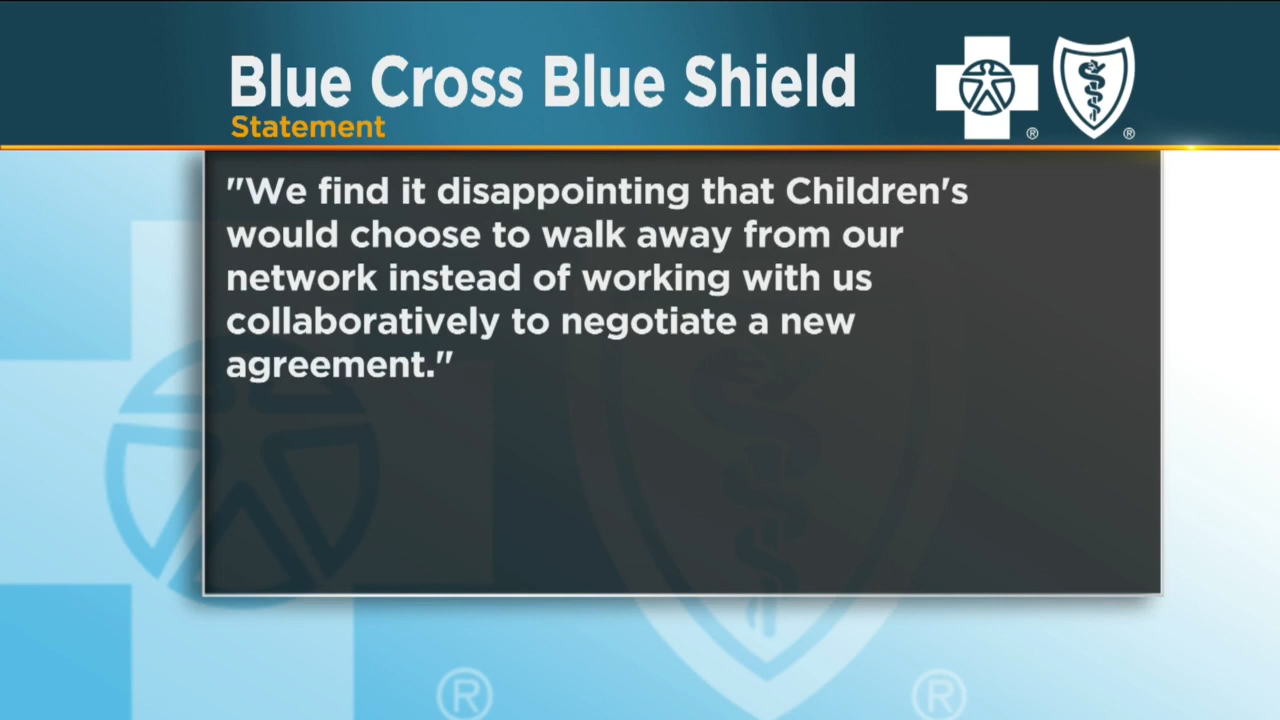 Blue Cross Blue Shield
Statement
®
®
"We find it disappointing that Children's
would choose to walk away from our
network instead of working with us
collaboratively to negotiate a new
agreement."
®
®